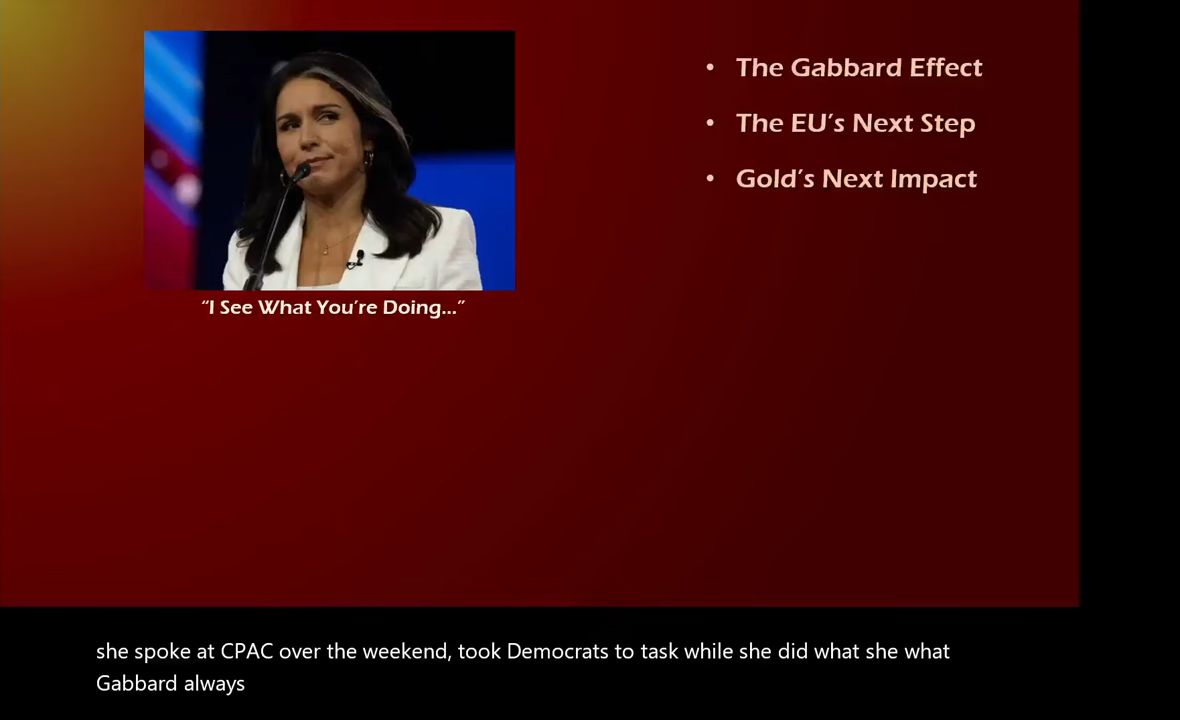 • The Gabbard Effect
• The EU's Next Step
• Gold's Next Impact
“I See What You're Doing...”
she spoke at CPAC over the weekend, took Democrats to task while she did what she what
Gabbard always